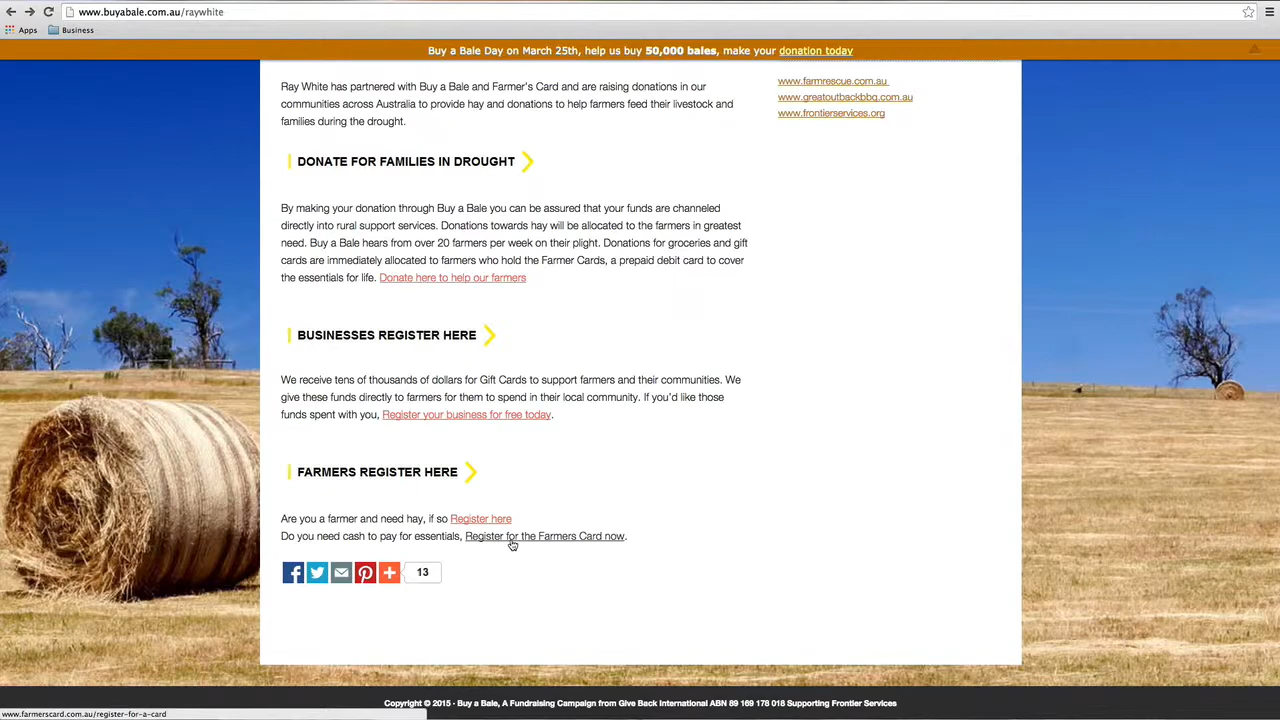 www.buyabale.com.au/raywhite
Apps
Business
Buy a Bale Day on March 25th, help us buy 50,000 bales, make your donation today
Ray White has partnered with Buy a Bale and Farmer's Card and are raising donations in our
communities across Australia to provide hay and donations to help farmers feed their livestock and
families during the drought.
www.farmrescue.com.au
www.greatoutbackbbq.com.au
www.frontierservices.org
DONATE FOR FAMILIES IN DROUGHT
By making your donation through Buy a Bale you can be assured that your funds are channeled
directly into rural support services. Donations towards hay will be allocated to the farmers in greatest
need. Buy a Bale hears from over 20 farmers per week on their plight. Donations for groceries and gift
cards are immediately allocated to farmers who hold the Farmer Cards, a prepaid debit card to cover
the essentials for life. Donate here to help our farmers
BUSINESSES REGISTER HERE
We receive tens of thousands of dollars for Gift Cards to support farmers and their communities. We
give these funds directly to farmers for them to spend in their local community. If you'd like those
funds spent with you, Register your business for free today.
FARMERS REGISTER HERE
Are you a farmer and need hay, if so Register here
Do you need cash to pay for essentials, Register for the Farmers Card now.
13
Copyright © 2015 · Buy a Bale, A Fundraising Campaign from Give Back International ABN 89 169 178 018 Supporting Frontier Services
www.farmerscard.com.au/register-for-a-card